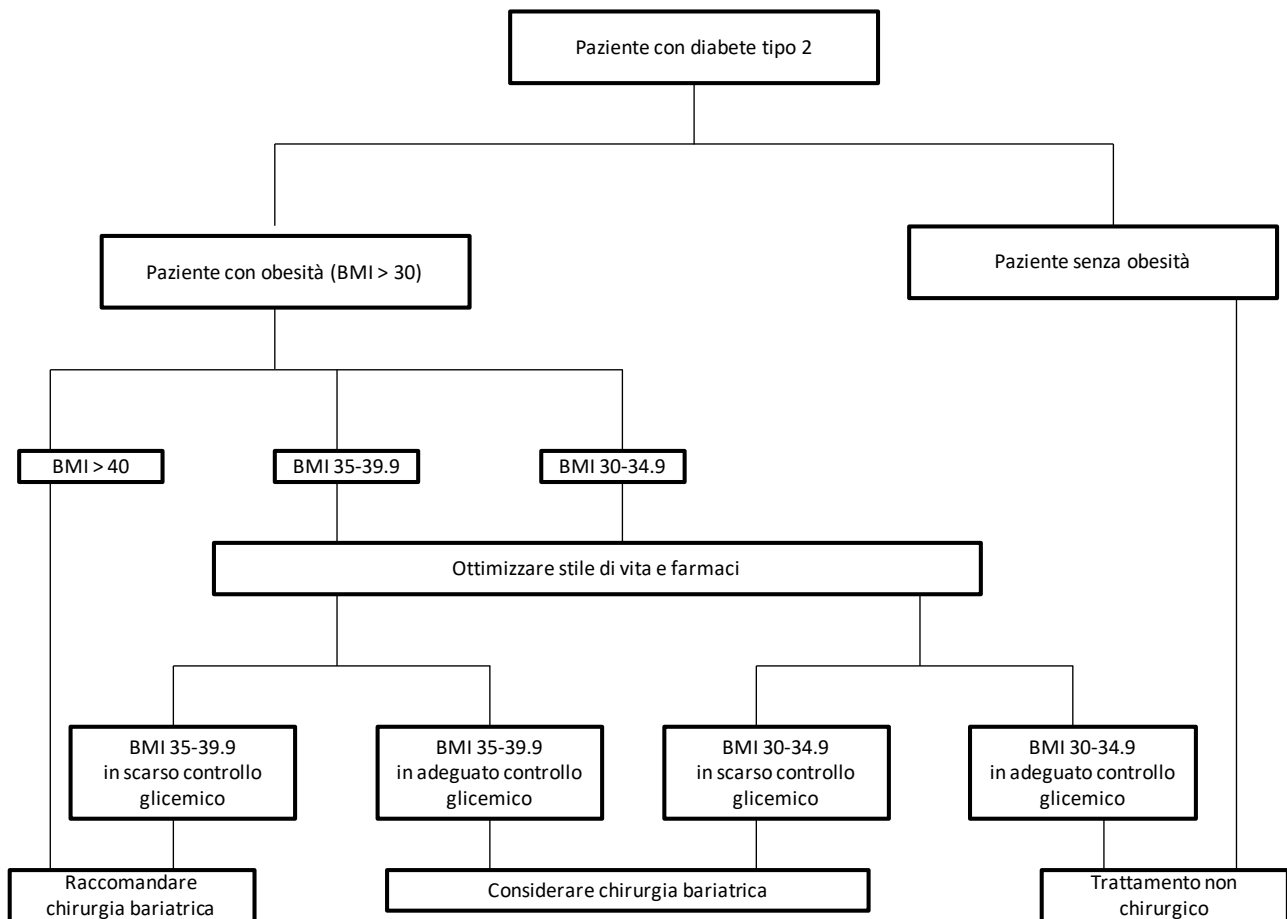 Paziente con diabete tipo 2
Paziente con obesità (BMI > 30)
Paziente senza obesità
BMI > 40
BMI 35-39.9
BMI 30-34.9
Ottimizzare stile di vita e farmaci
BMI 35-39.9
in scarso controllo
glicemico
BMI 35-39.9
in adeguato controllo
glicemico
BMI 30-34.9
in scarso controllo
glicemico
BMI 30-34.9
in adeguato controllo
glicemico
Raccomandare
chirurgia bariatrica
Considerare chirurgia bariatrica
Trattamento non
chirurgico